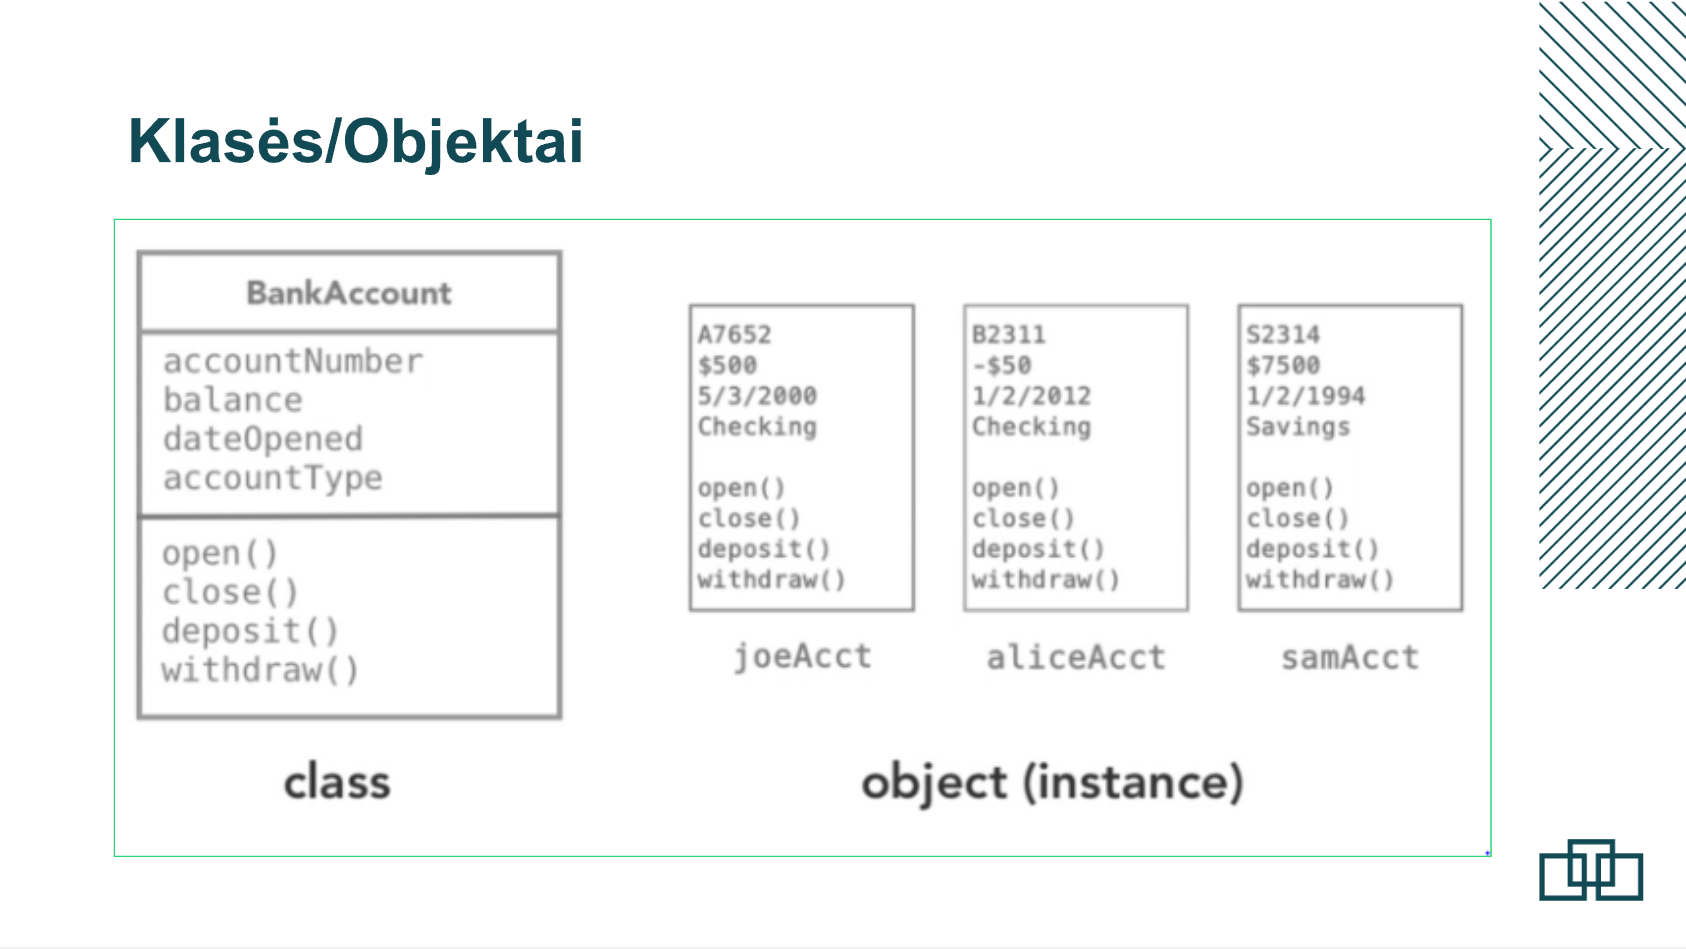 Klasės/Objektai
BankAccount
accountNumber
balance
dateOpened
accountType
open()
close()
deposit()
withdraw()
class
A7652
$500
5/3/2000
Checking
open()
close()
deposit()
withdraw()
joeAcct
B2311
-$50
1/2/2012
Checking
open()
close()
deposit()
withdraw()
aliceAcct
S2314
$7500
1/2/1994
Savings
open()
close()
deposit()
withdraw()
samAcct
object (instance)